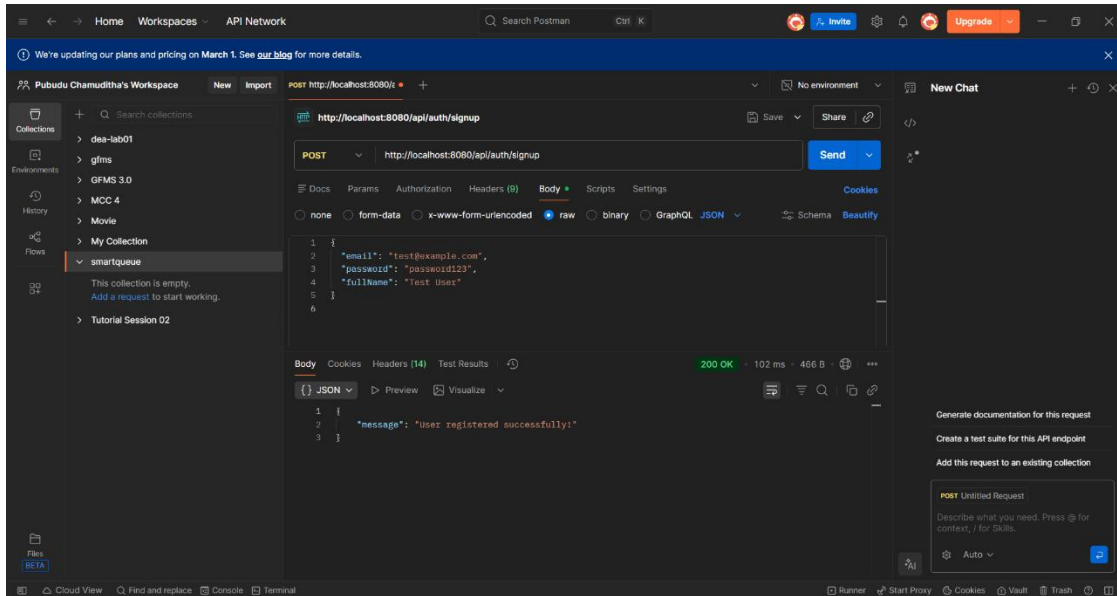 Home Workspaces API Network Search Postman Ctrl K Invite Upgrade
We're updating our plans and pricing on March 1. See our blog for more details.
Pubudu Chamuditha's Workspace New Import
POST http://localhost:8080/a No environment
New Chat
Collections
Environments
History
Flows
Files
BETA
Search collections
dea-lab01
gfms
GFMS 3.0
MCC 4
Movie
My Collection
smartqueue
This collection is empty.
Add a request to start working.
Tutorial Session 02
HTTP http://localhost:8080/api/auth/signup Save Share
POST http://localhost:8080/api/auth/signup Send
Docs Params Authorization Headers (9) Body Scripts Settings Cookies
none form-data x-www-form-urlencoded raw binary GraphQL JSON Schema Beautify
1 {
2 "email": "test@example.com",
3 "password": "password123",
4 "fullName": "Test User"
5 }
6
Body Cookies Headers (14) Test Results 200 OK 102 ms 466 B
{} JSON Preview Visualize
1 {
2 "message": "User registered successfully!"
3 }
Generate documentation for this request
Create a test suite for this API endpoint
Add this request to an existing collection
POST Untitled Request
Describe what you need. Press @ for
context, / for Skills.
Auto
AI
Cloud View Find and replace Console Terminal Runner Start Proxy Cookies Vault Trash